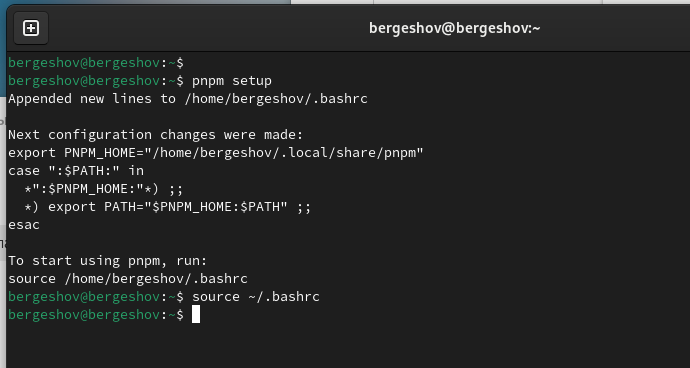 bergeshov@bergeshov:~
bergeshov@bergeshov:~$
bergeshov@bergeshov:~$ pnpm setup
Appended new lines to /home/bergeshov/.bashrc

Next configuration changes were made:
export PNPM_HOME="/home/bergeshov/.local/share/pnpm"
case ":$PATH:" in
  *":$PNPM_HOME:"*) ;;
  *) export PATH="$PNPM_HOME:$PATH" ;;
esac

To start using pnpm, run:
source /home/bergeshov/.bashrc
bergeshov@bergeshov:~$ source ~/.bashrc
bergeshov@bergeshov:~$